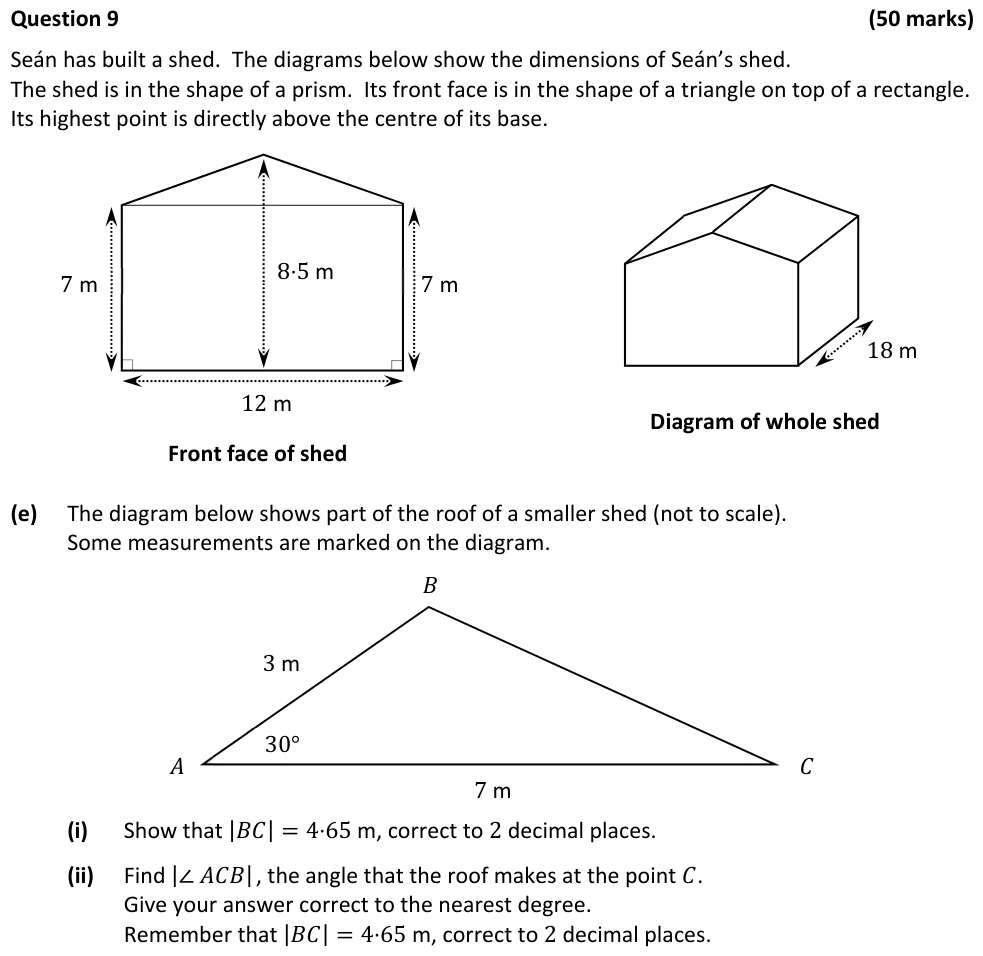 Question 9
(50 marks)
Seán has built a shed.  The diagrams below show the dimensions of Seán’s shed.
The shed is in the shape of a prism.  Its front face is in the shape of a triangle on top of a rectangle.
Its highest point is directly above the centre of its base.
7 m
8·5 m
7 m
12 m
Front face of shed
18 m
Diagram of whole shed
(e) The diagram below shows part of the roof of a smaller shed (not to scale).
Some measurements are marked on the diagram.
B
3 m
30°
A
C
7 m
(i) Show that |BC| = 4·65 m, correct to 2 decimal places.
(ii) Find |∠ ACB|, the angle that the roof makes at the point C.
Give your answer correct to the nearest degree.
Remember that |BC| = 4·65 m, correct to 2 decimal places.